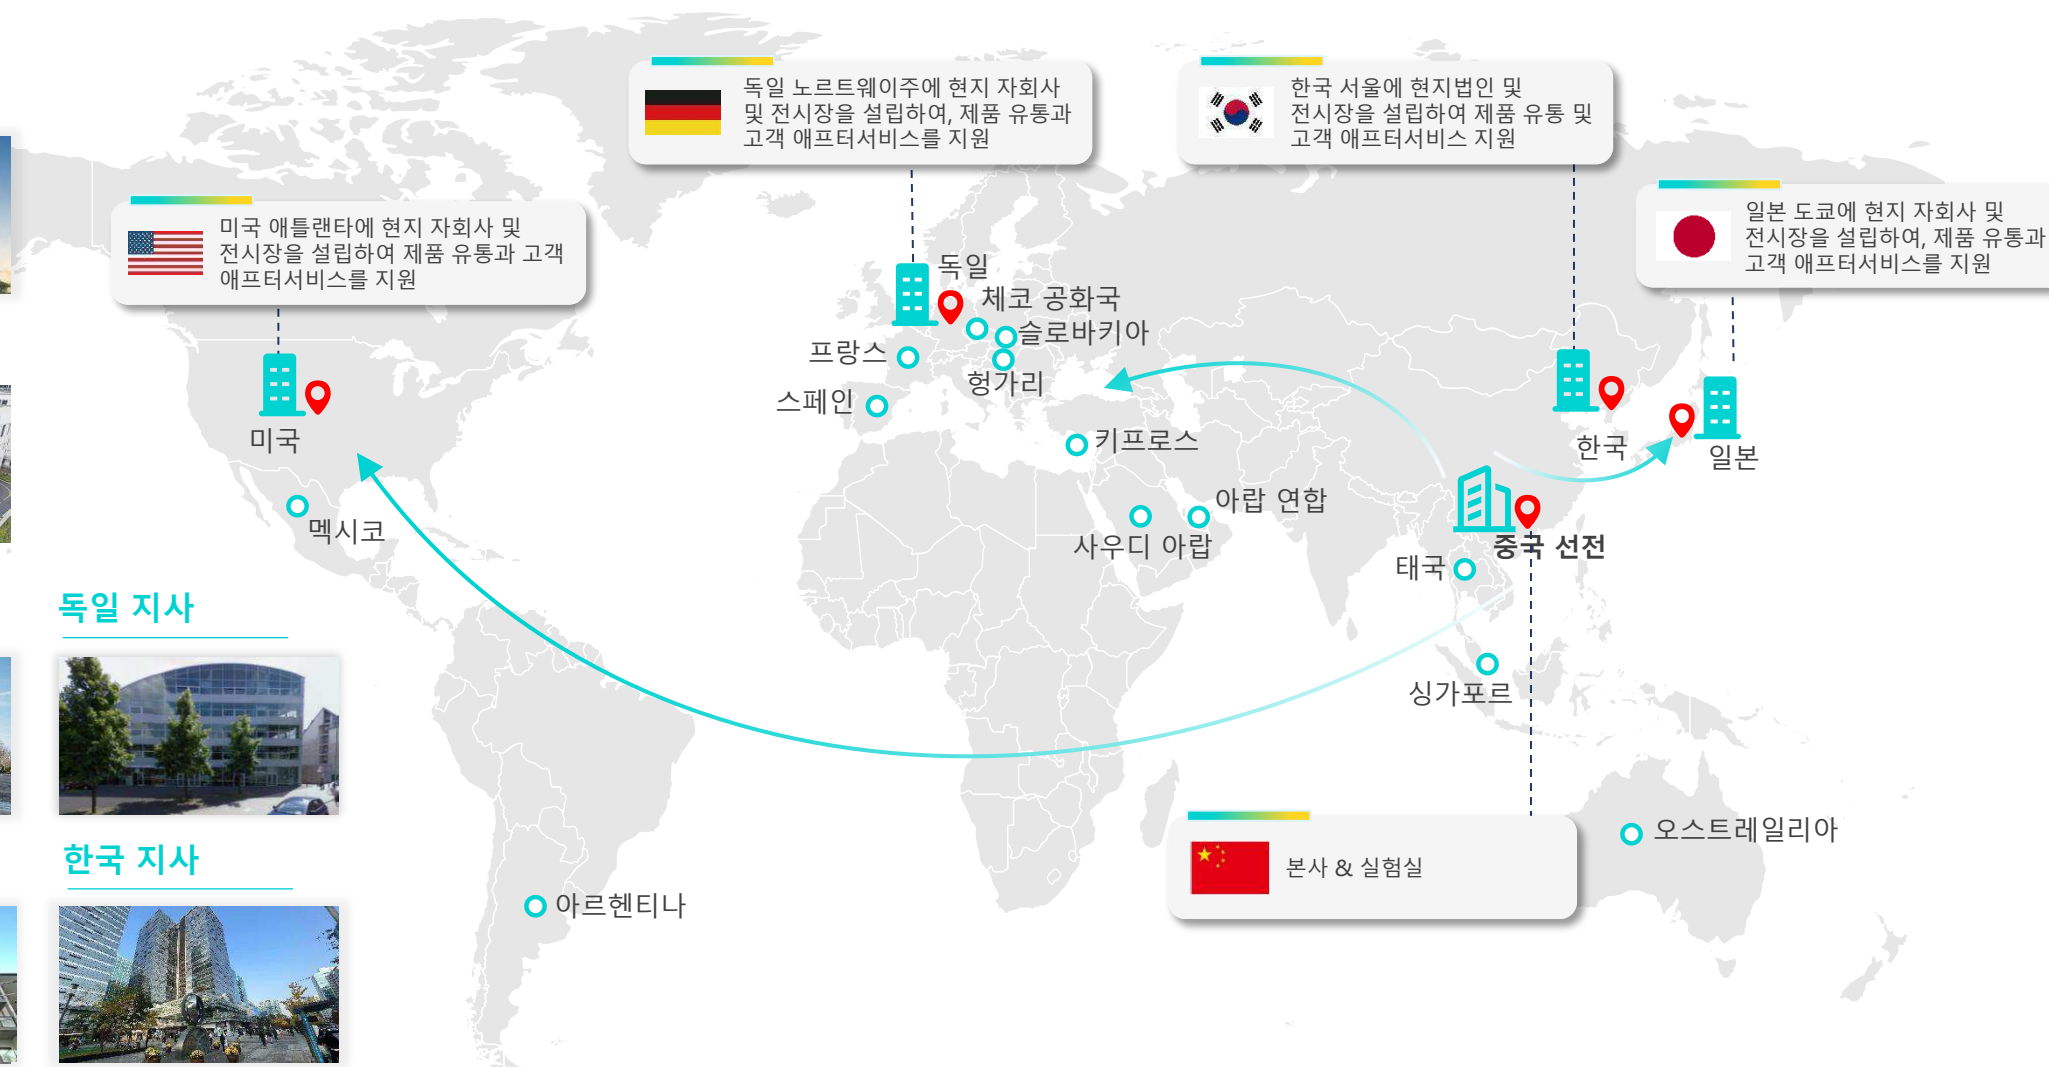 독일 노르트웨이주에 현지 자회사
및 전시장을 설립하여, 제품 유통과
고객 애프터서비스를 지원
한국 서울에 현지법인 및
전시장을 설립하여 제품 유통 및
고객 애프터서비스 지원
미국 애틀랜타에 현지 자회사 및
전시장을 설립하여 제품 유통과 고객
애프터서비스를 지원
일본 도쿄에 현지 자회사 및
전시장을 설립하여, 제품 유통과
고객 애프터서비스를 지원
독일
체코 공화국
슬로바키아
프랑스
헝가리
스페인
미국
키프로스
한국
일본
멕시코
아랍 연합
사우디 아랍
중국 선전
태국
독일 지사
싱가포르
오스트레일리아
한국 지사
본사 & 실험실
아르헨티나